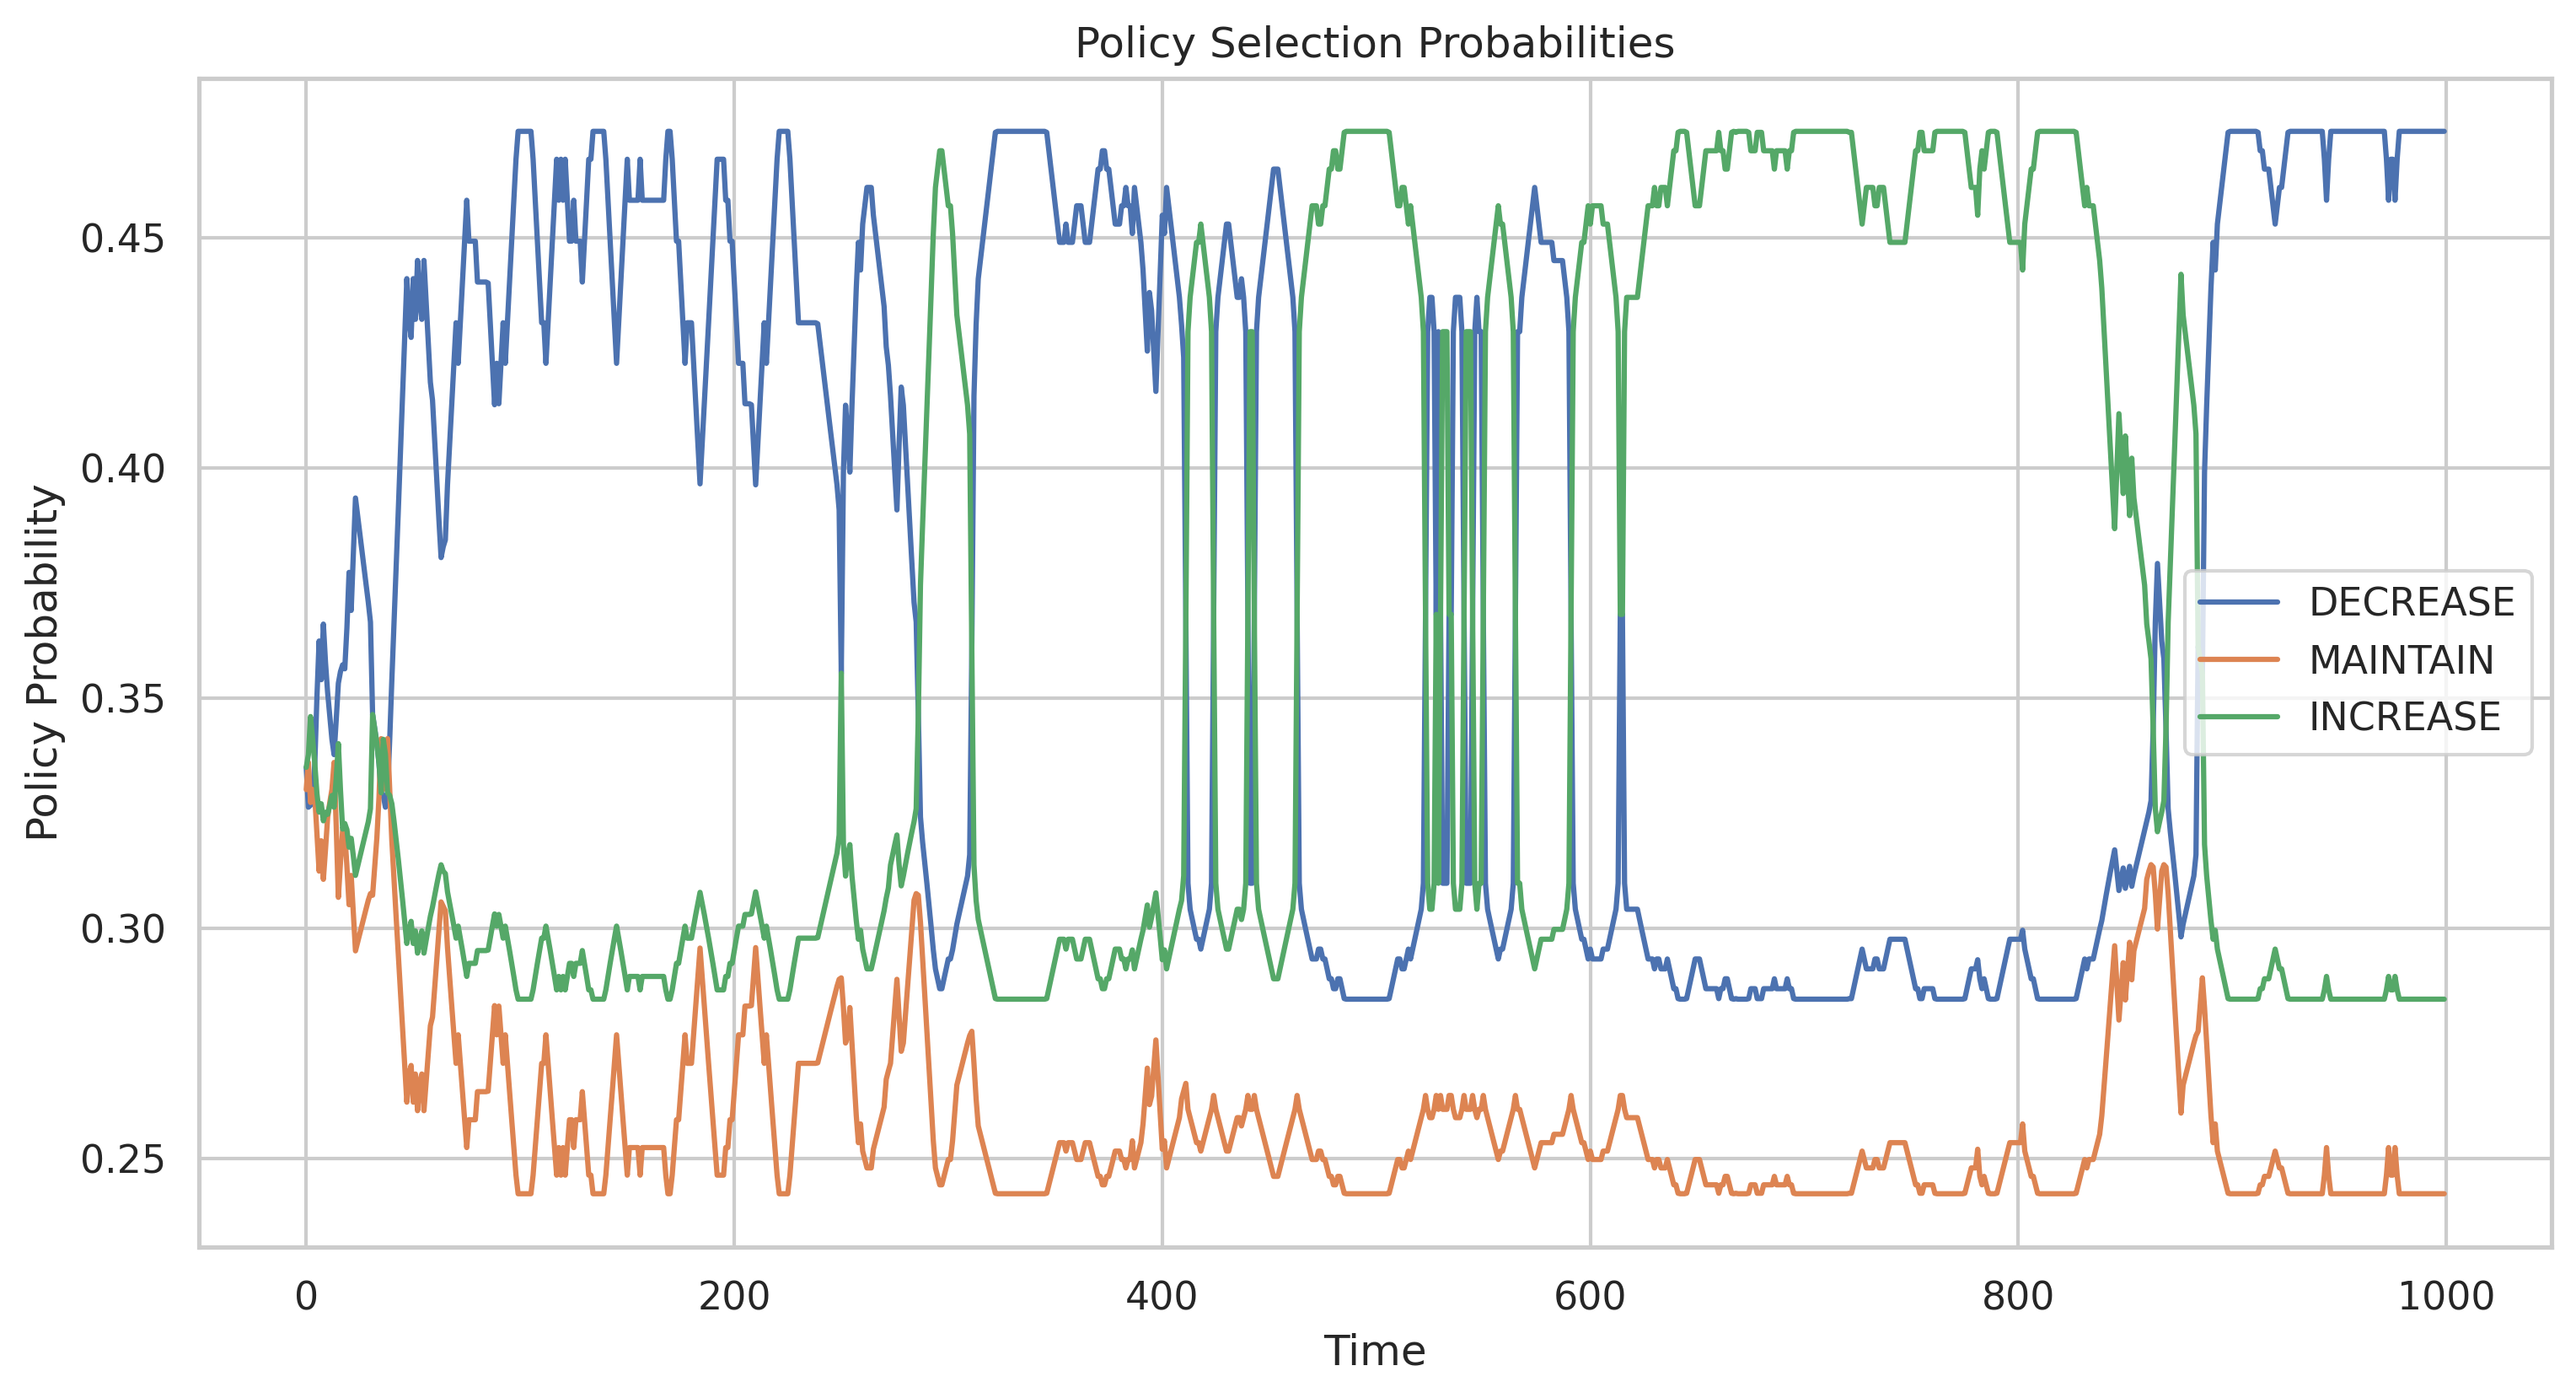 Policy Selection Probabilities
Policy Probability
0.45
0.40
0.35
0.30
0.25
DECREASE
MAINTAIN
INCREASE
0 200 400 600 800 1000
Time